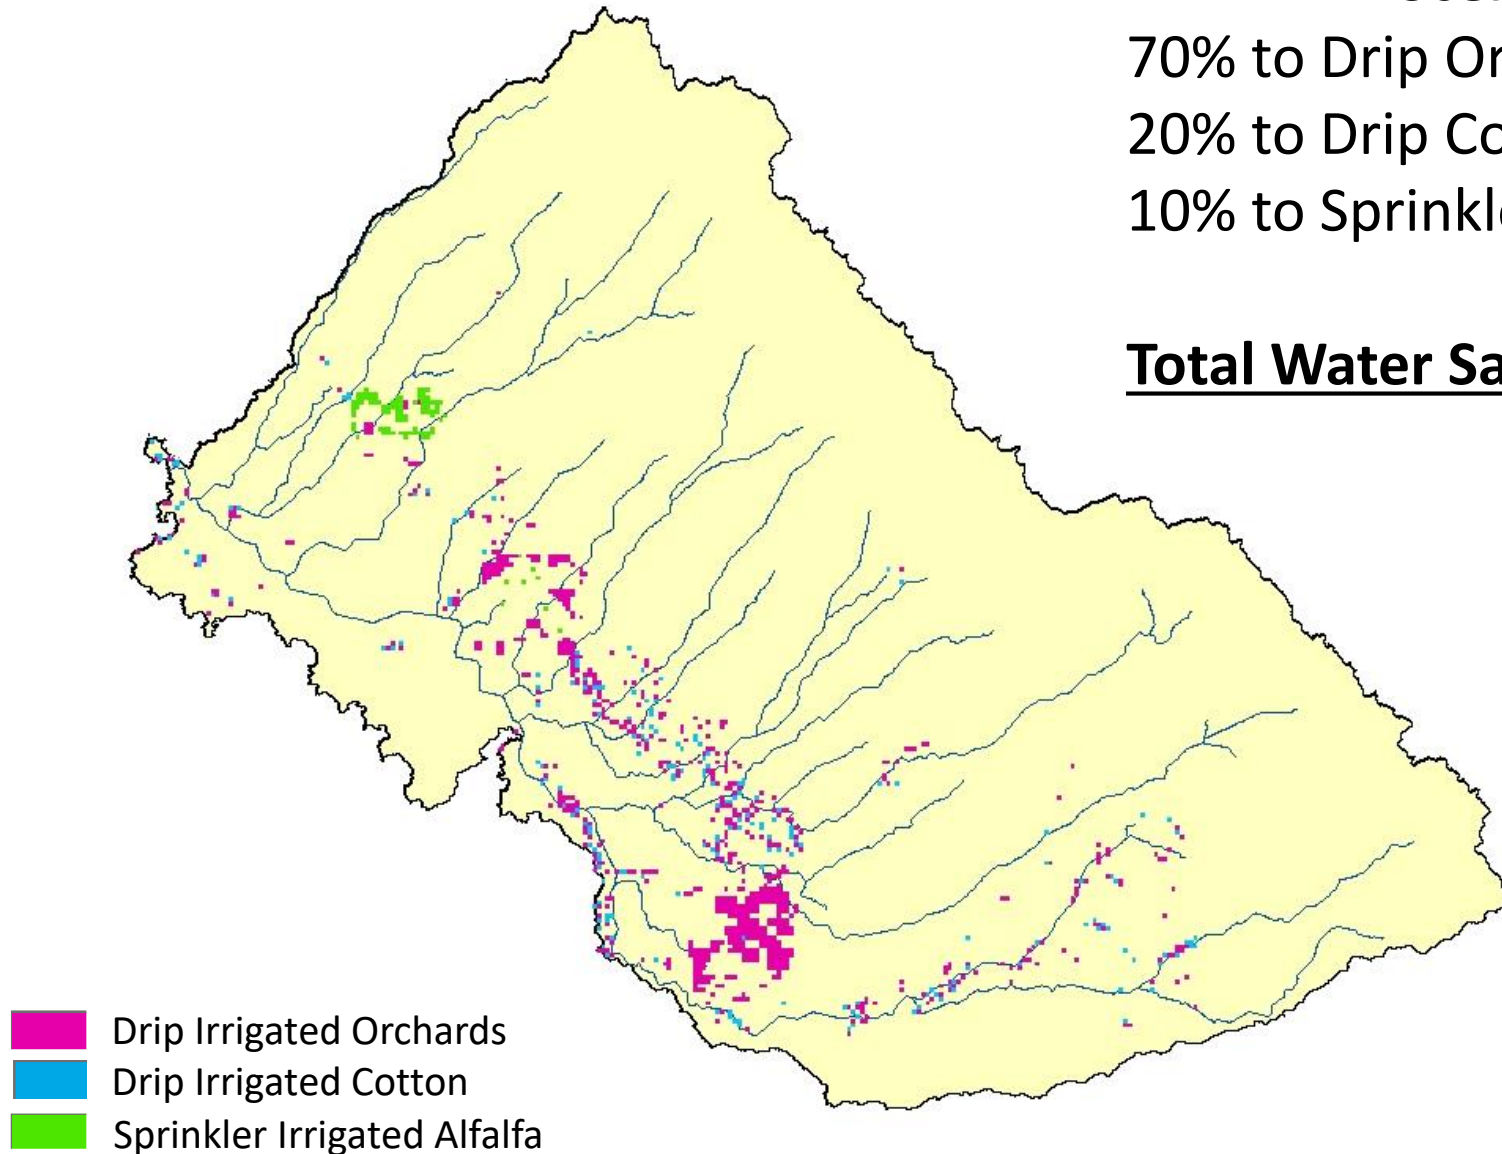 70% to Drip Or
20% to Drip Co
10% to Sprinkl
Total Water Sa
Drip Irrigated Orchards
Drip Irrigated Cotton
Sprinkler Irrigated Alfalfa